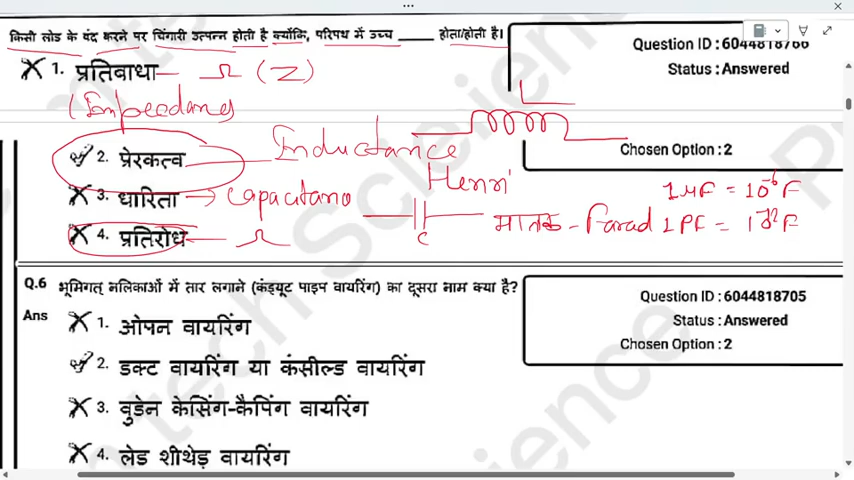 किसी लोड के बंद करने पर चिंगारी उत्पन्न होती है क्योंकि, परिपथ में उच्च _____ होता/होती है।
Question ID : 6044818766
Status : Answered
1. प्रतिबाधा – Ω (Z)
(Impeedans)
2. प्रेरकत्व – Inductance
Chosen Option : 2
Henri
3. धारिता → Capacitano
1μF = 10⁻⁶F
4. प्रतिरोध – Ω
C
मात्रक - Farad 1PF = 10⁻¹²F
Q.6 भूमिगत् नलिकाओं में तार लगाने (कंड्यूट पाइप वायरिंग) का दूसरा नाम क्या है?
Question ID : 6044818705
Status : Answered
Chosen Option : 2
Ans 1. ओपन वायरिंग
2. डक्ट वायरिंग या कंसील्ड वायरिंग
3. वुडेन केसिंग-कैपिंग वायरिंग
4. लेड शीथेड़ वायरिंग